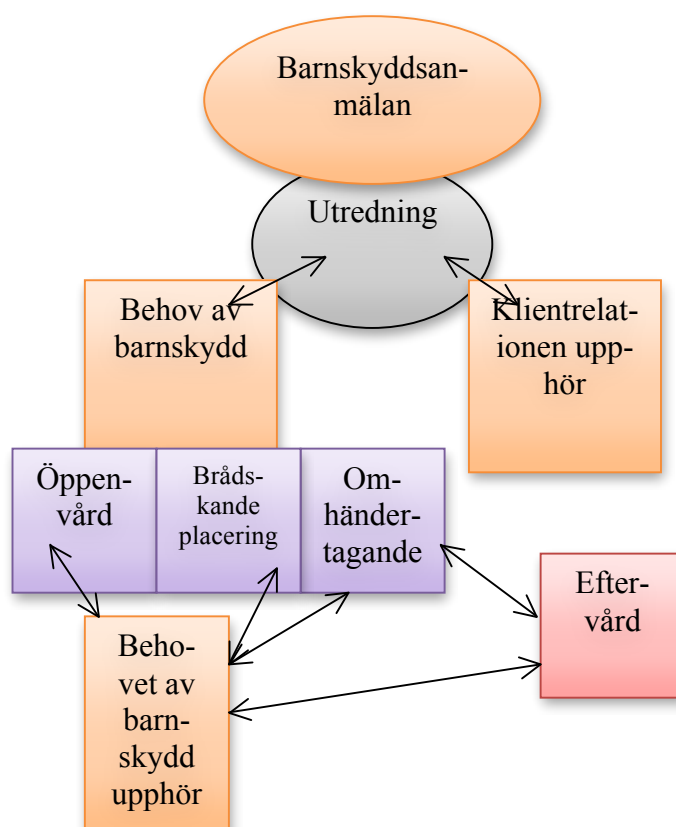 Barnskyddsan-
mälan
Utredning
Behov av
barnskydd
Klientrelat-
ionen upp-
hör
Öppen-
vård
Bråds-
kande
placering
Om-
händer-
tagande
Efter-
vård
Beho-
vet av
barn-
skydd
upphör